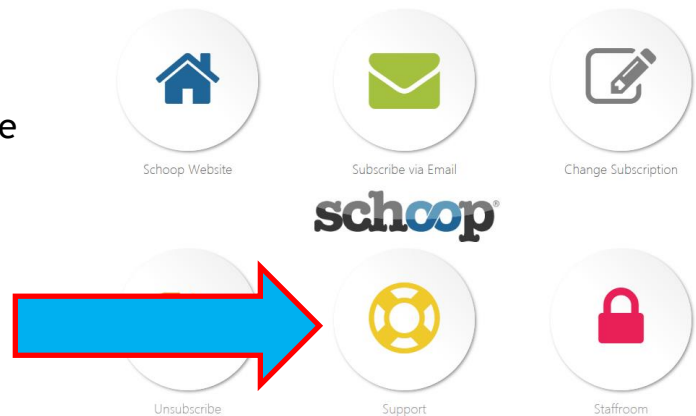 e
Schoop Website
Subscribe via Email
Change Subscription
schoop®
Unsubscribe
Support
Staffroom